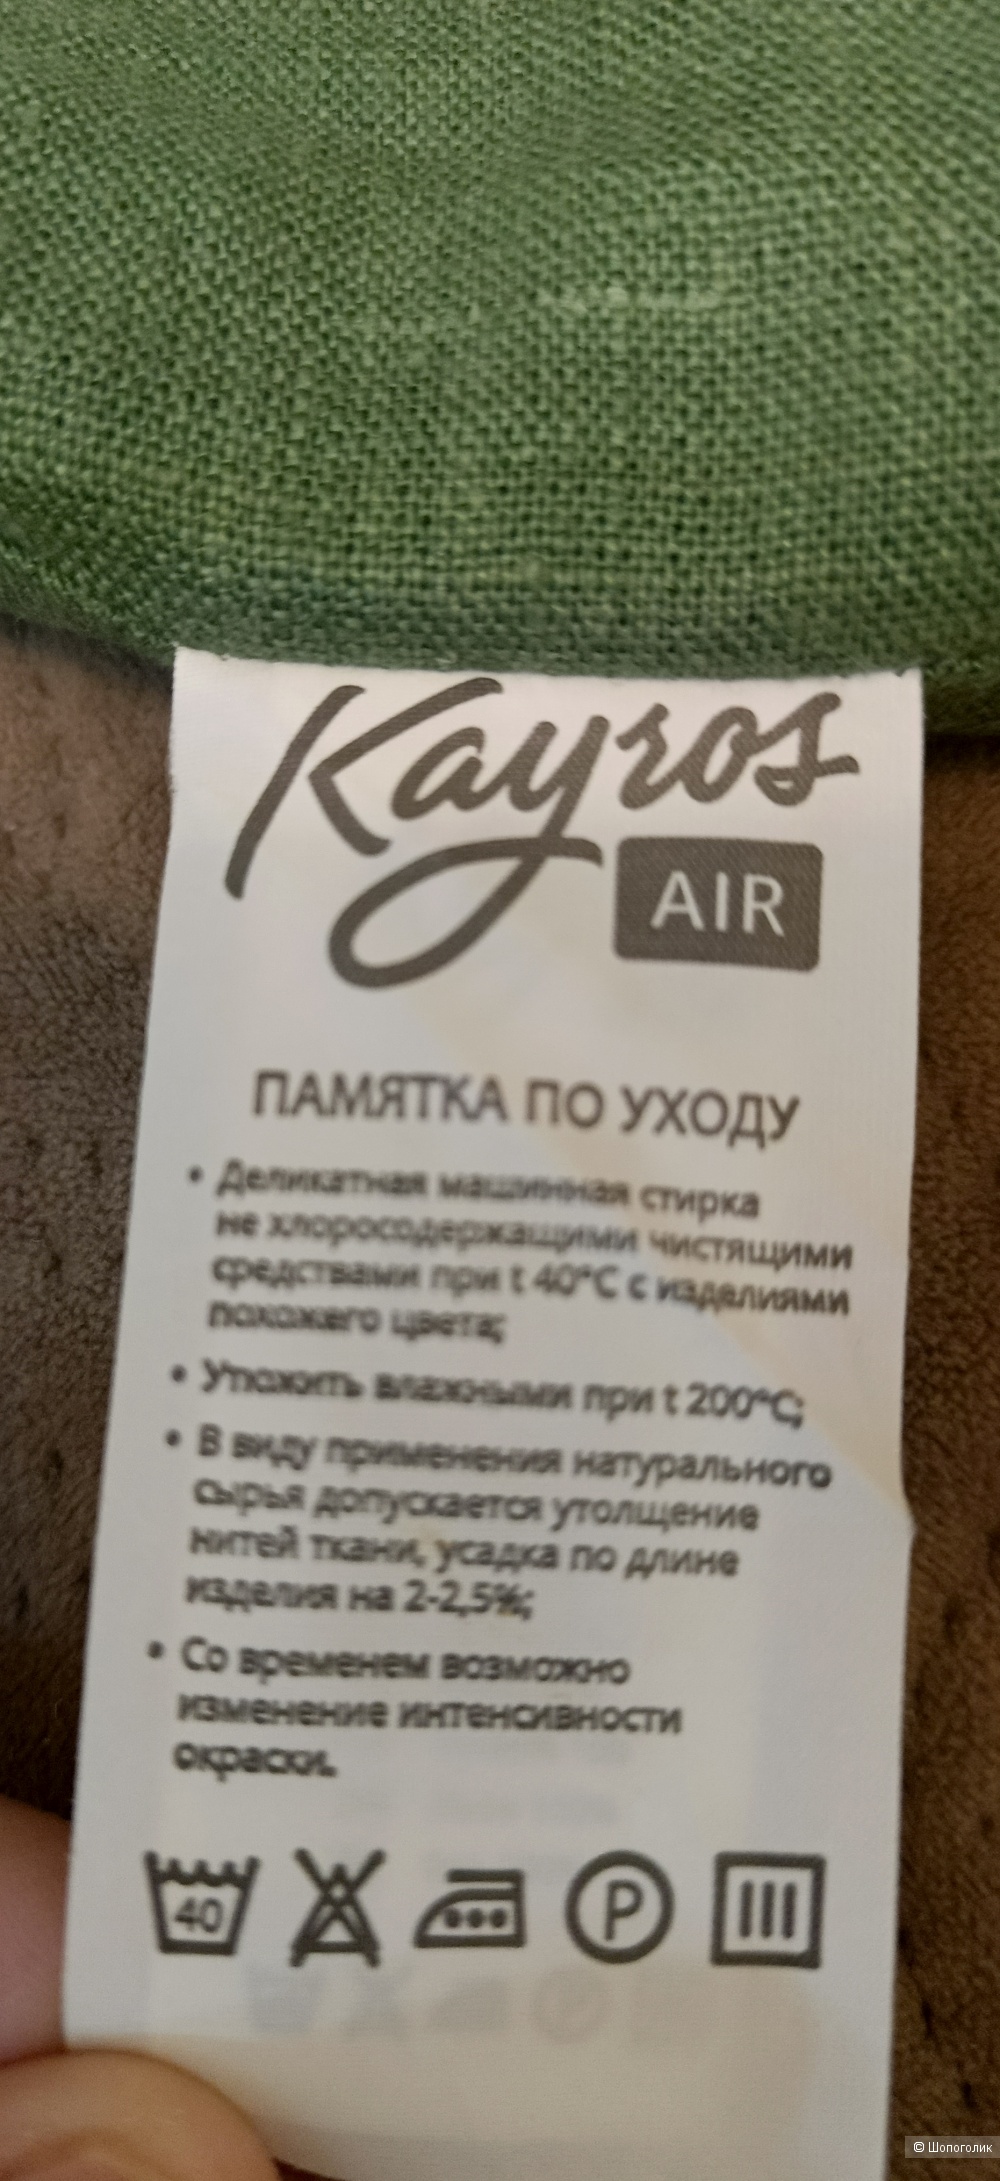 Kayros
AIR
ПАМЯТКА ПО УХОДУ
• Деликатная машинная стирка
не хлоросодержащими чистящими
средствами при t 40°C с изделиями
похожего цвета;
• Утюжить влажными при t 200°C;
• В виду применения натурального
сырья допускается утолщение
нитей ткани, усадка по длине
изделия на 2-2,5%;
• Со временем возможно
изменение интенсивности
окраски.
40 P
© Шопоголик